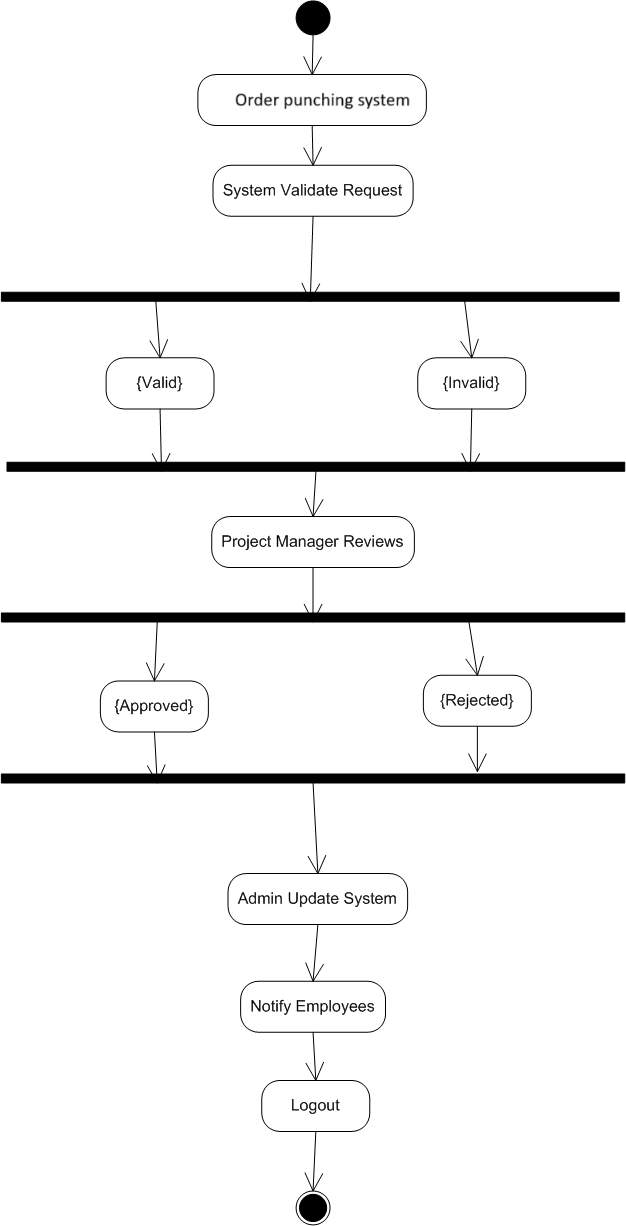 Order punching system
System Validate Request
{Valid}
{Invalid}
Project Manager Reviews
{Approved}
{Rejected}
Admin Update System
Notify Employees
Logout